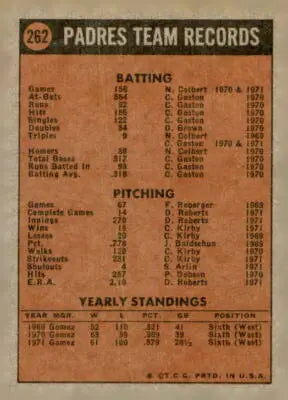 262 PADRES TEAM RECORDS
BATTING
Games 156 N. Colbert 1970 & 1971
At-Bats 584 C. Gaston 1970
Runs 92 C. Gaston 1970
Hits 186 C. Gaston 1970
Singles 122 C. Gaston 1970
Doubles 24 O. Brown 1970
Triples 9 N. Colbert 1969
C. Gaston 1970 & 1971
Homers 38 N. Colbert 1970
Total Bases 317 C. Gaston 1970
Runs Batted In 93 C. Gaston 1970
Batting Avg. .318 C. Gaston 1970
PITCHING
Games 67 F. Reberger 1969
Complete Games 14 D. Roberts 1971
Innings 270 D. Roberts 1971
Wins 15 C. Kirby 1971
Losses 20 C. Kirby 1969
Pct. .778 J. Baldschun 1969
Walks 120 C. Kirby 1970
Strikeouts 231 C. Kirby 1971
Shutouts 4 S. Arlin 1971
Hits 257 P. Dobson 1970
E.R.A. 2.10 D. Roberts 1971
YEARLY STANDINGS
YEAR MGR. W L PCT. GB POSITION
1969 Gomez 52 110 .321 41 Sixth (West)
1970 Gomez 63 99 .389 39 Sixth (West)
1971 Gomez 61 100 .379 28½ Sixth (West)
© T.C.G. PRTD. IN U.S.A.